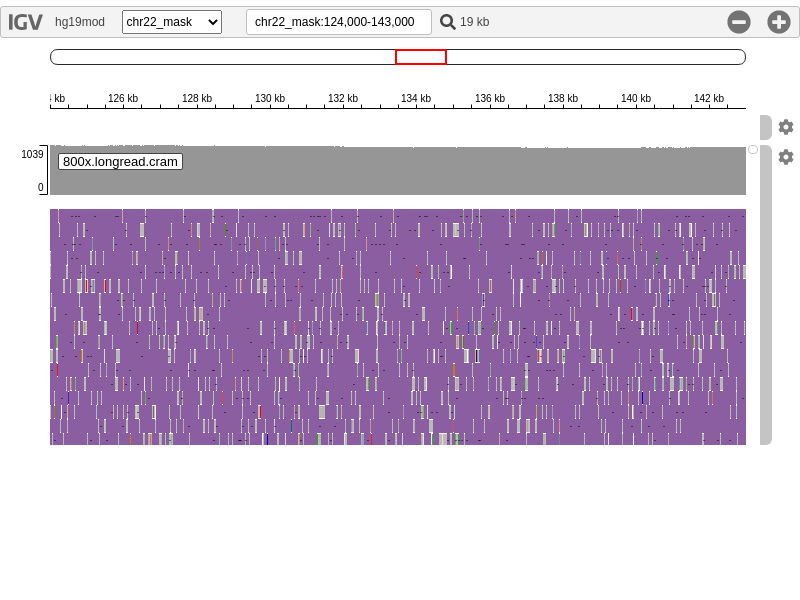 IGV hg19mod chr22_mask chr22_mask:124,000-143,000 19 kb
kb 126 kb 128 kb 130 kb 132 kb 134 kb 136 kb 138 kb 140 kb 142 kb
1039
800x.longread.cram
0